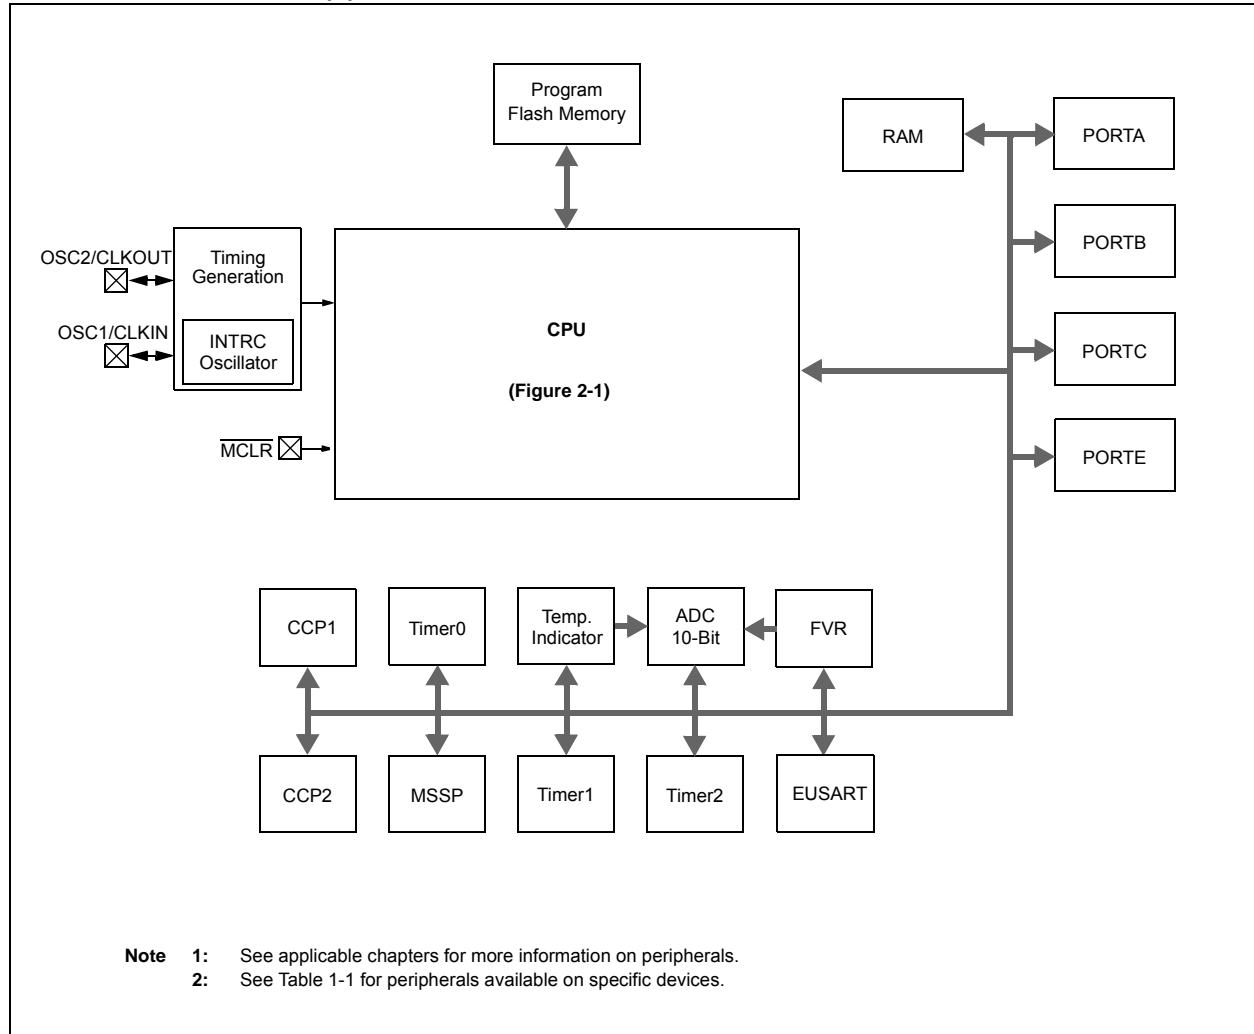 Program
Flash Memory
RAM
PORTA
PORTB
PORTC
PORTE
OSC2/CLKOUT
OSC1/CLKIN
Timing
Generation
INTRC
Oscillator
MCLR
CPU
(Figure 2-1)
CCP1
Timer0
Temp.
Indicator
ADC
10-Bit
FVR
CCP2
MSSP
Timer1
Timer2
EUSART
Note 1: See applicable chapters for more information on peripherals.
2: See Table 1-1 for peripherals available on specific devices.